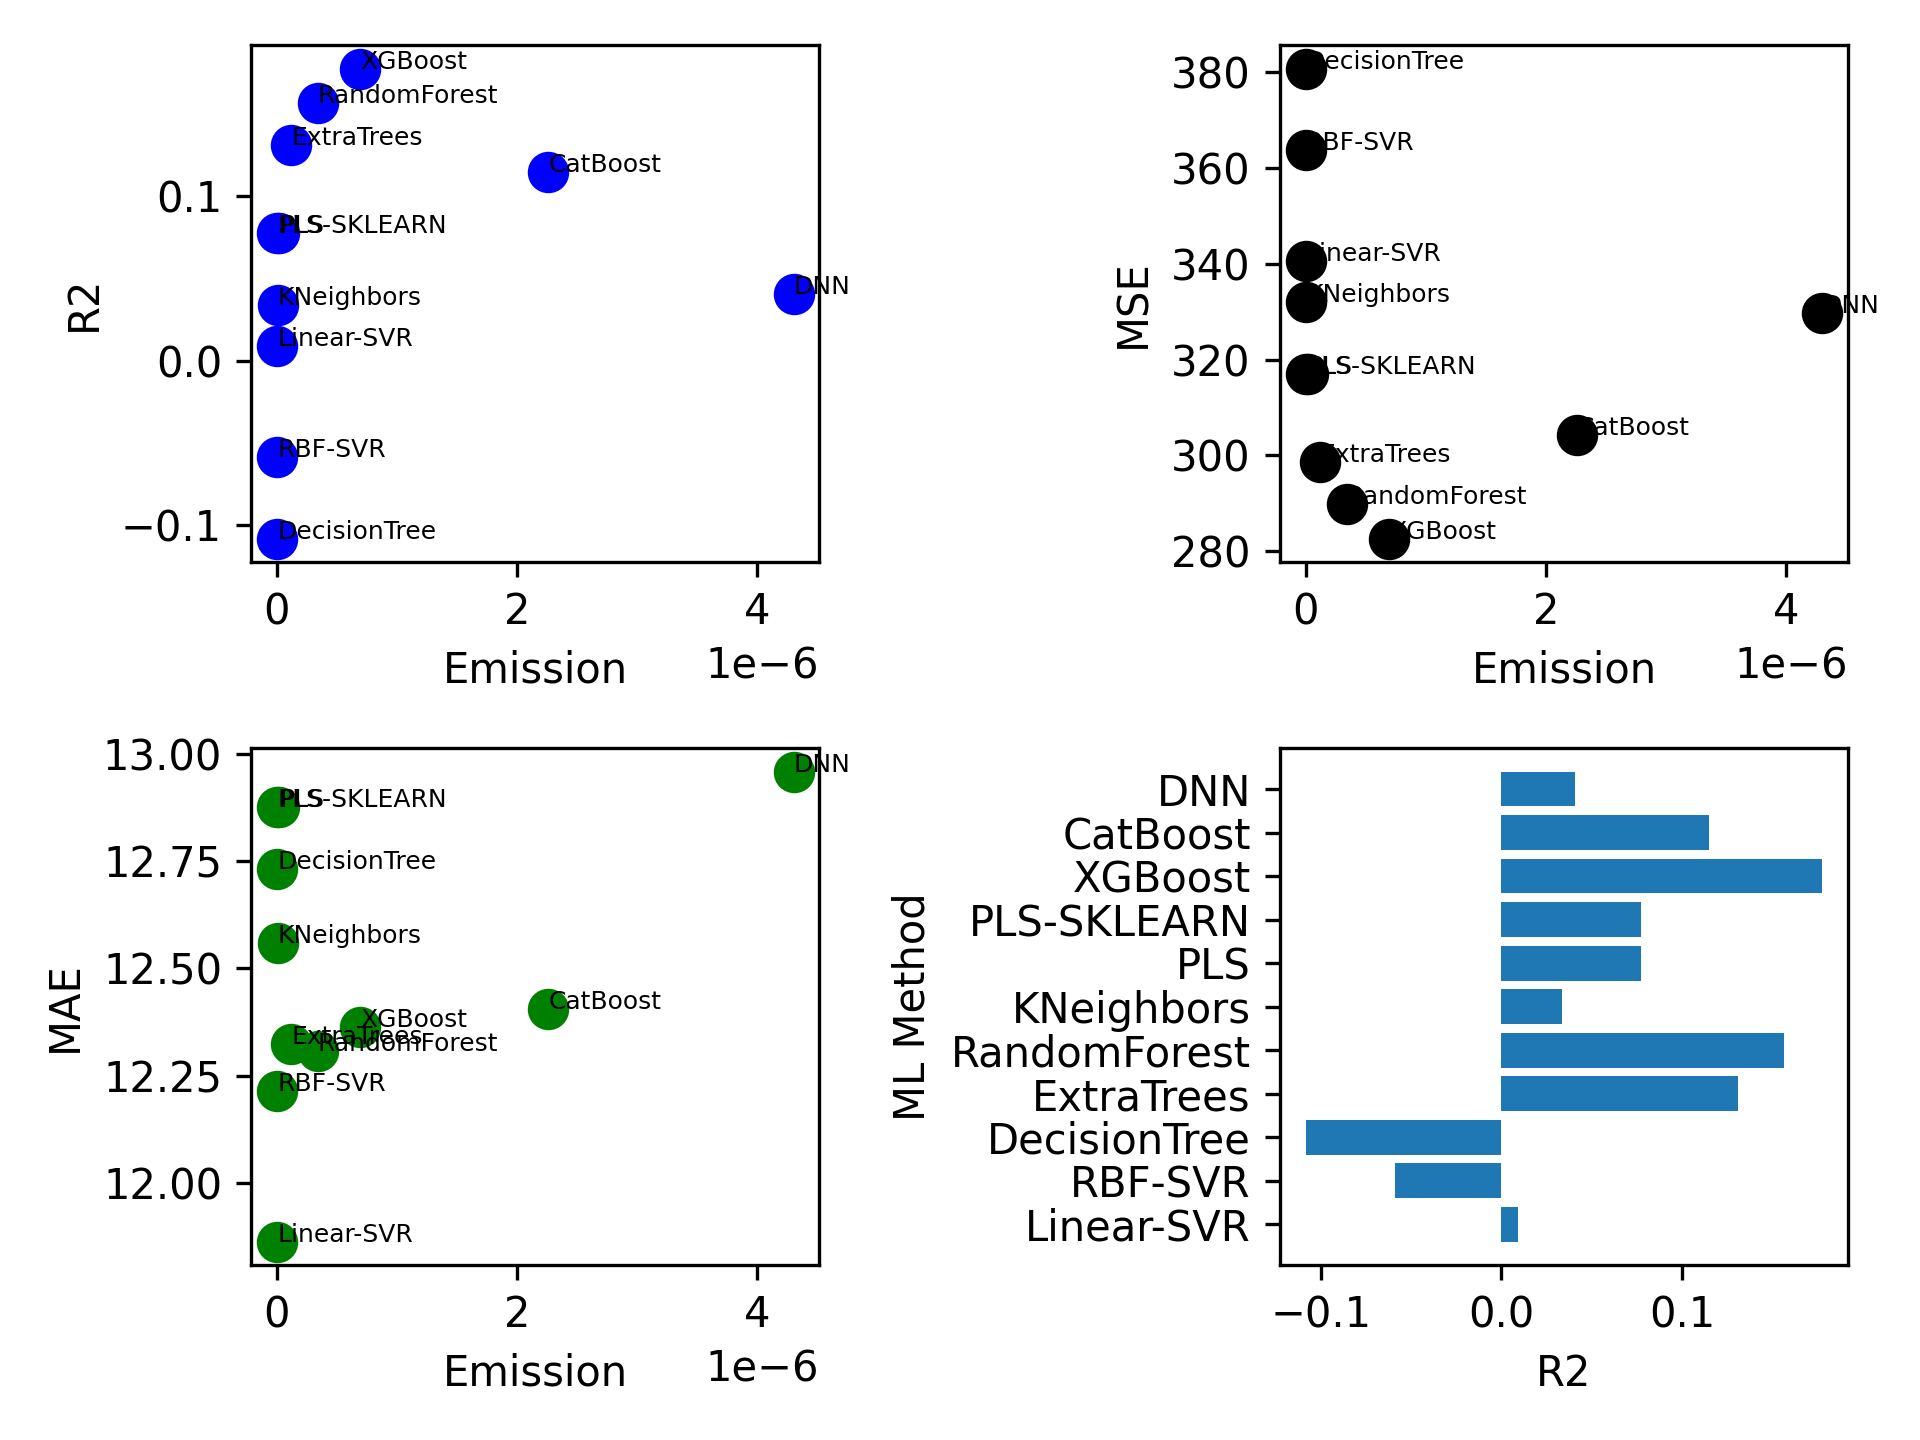 XGBoost
RandomForest
ExtraTrees
CatBoost
0.1
PLS-SKLEARN
PLS
KNeighbors
DNN
Linear-SVR
0.0
R2
RBF-SVR
−0.1
DecisionTree
0
2
4
Emission
1e−6
380
ecisionTree
360
BF-SVR
340
inear-SVR
Neighbors
NN
MSE
320
LS-SKLEARN
atBoost
300
xtraTrees
andomForest
GBoost
280
0
2
4
Emission
1e−6
13.00
DNN
PLS-SKLEARN
PLS
12.75
DecisionTree
KNeighbors
12.50
MAE
CatBoost
XGBoost
ExtraTrees
RandomForest
12.25
RBF-SVR
12.00
Linear-SVR
0
2
4
Emission
1e−6
DNN
CatBoost
XGBoost
PLS-SKLEARN
PLS
KNeighbors
RandomForest
ExtraTrees
DecisionTree
RBF-SVR
Linear-SVR
ML Method
−0.1
0.0
0.1
R2